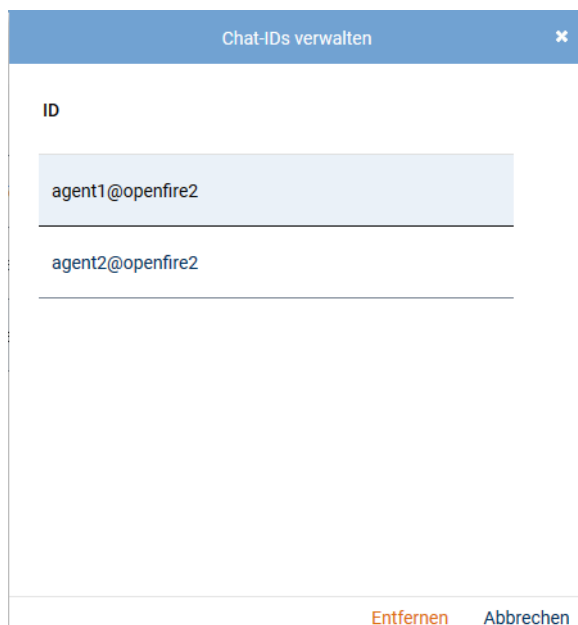 Chat-IDs verwalten
ID
agent1@openfire2
agent2@openfire2
Entfernen Abbrechen